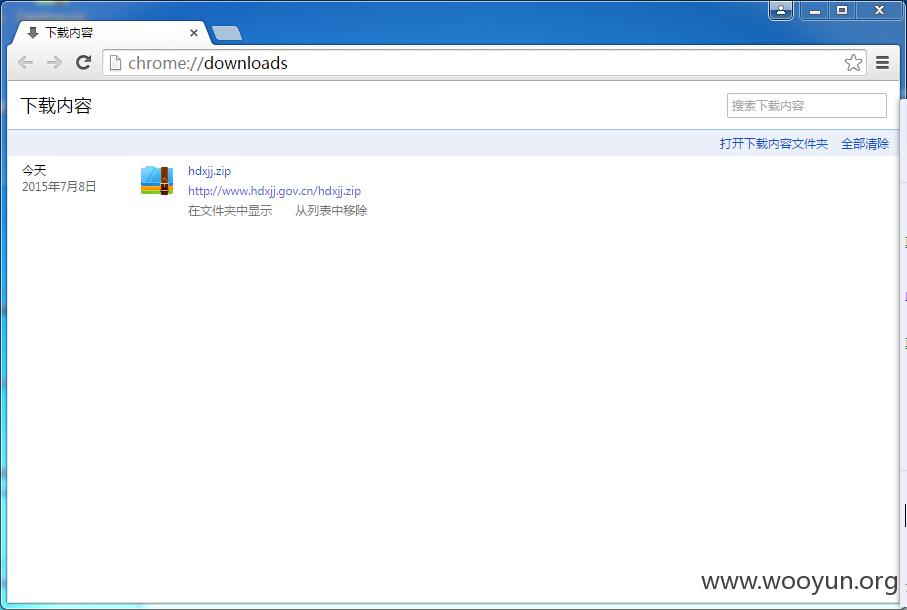 下载内容
chrome://downloads
下载内容
搜索下载内容
打开下载内容文件夹 全部清除
今天
2015年7月8日
hdxjj.zip
http://www.hdxjj.gov.cn/hdxjj.zip
在文件夹中显示 从列表中移除
www.wooyun.org